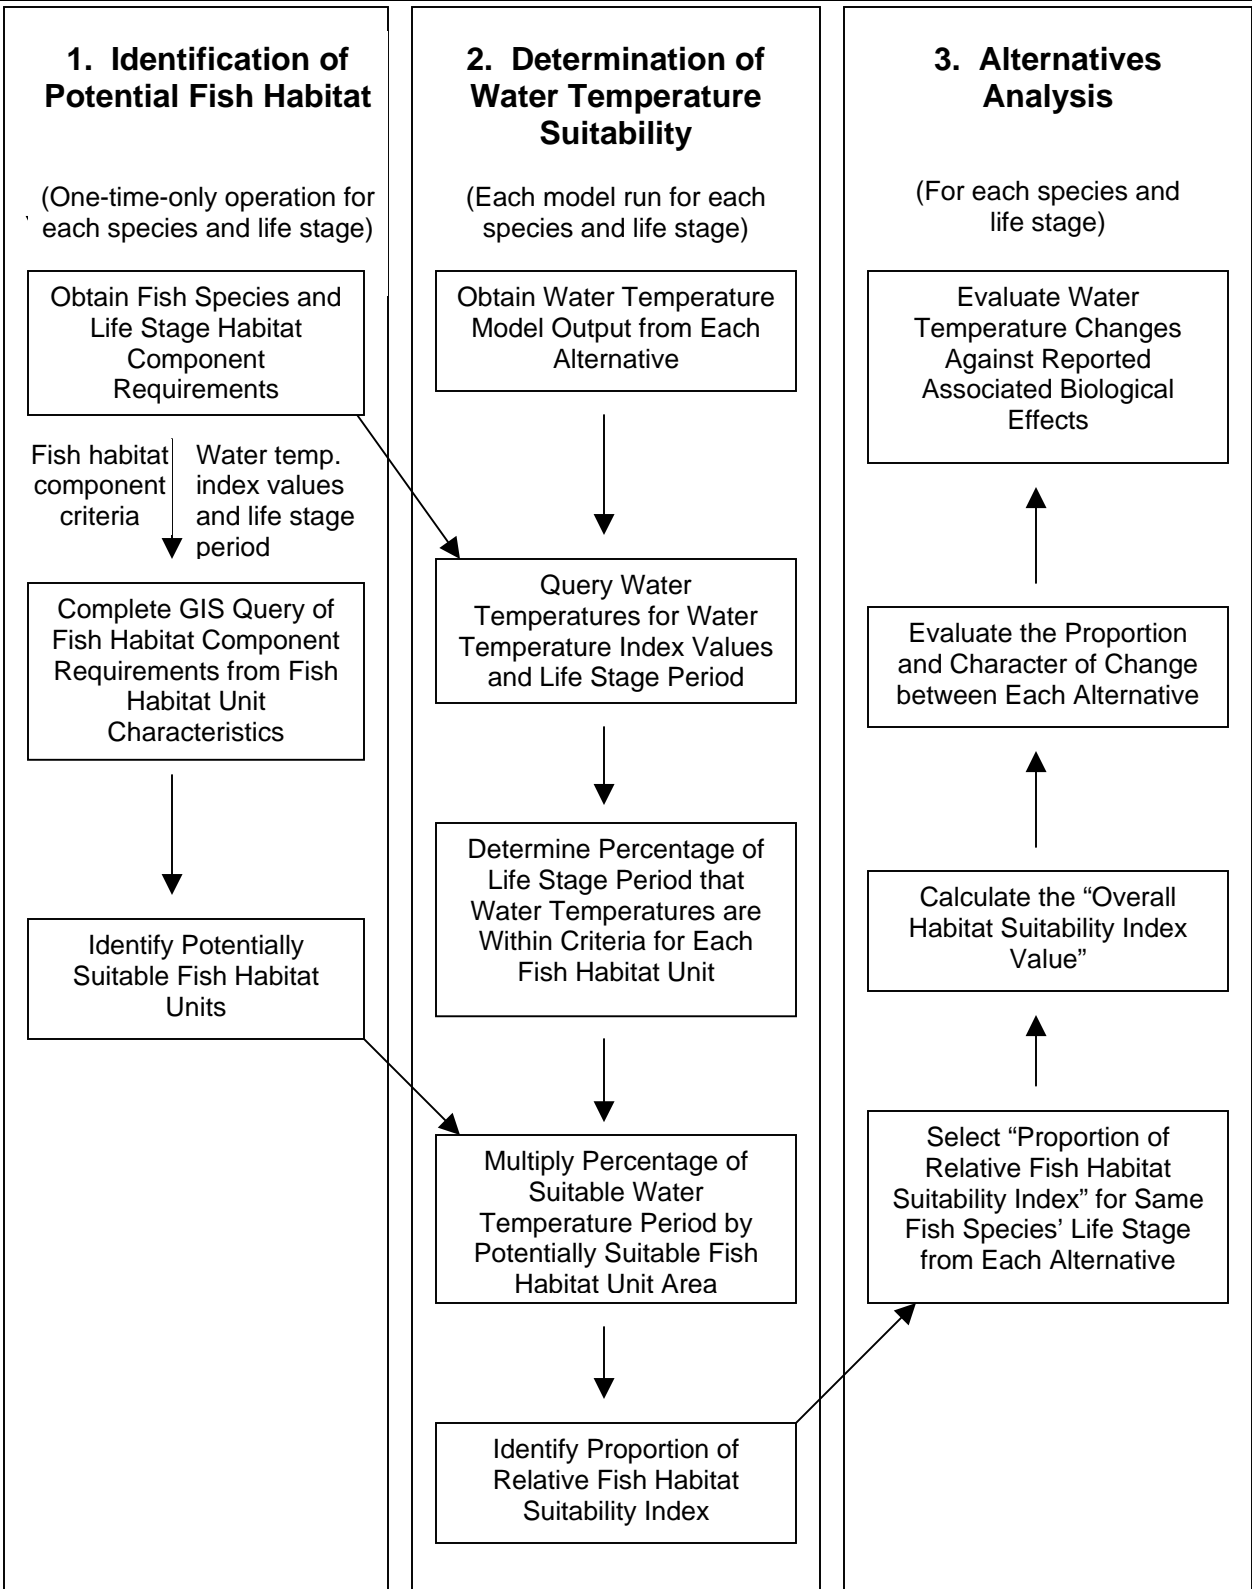 1. Identification of
Potential Fish Habitat
(One-time-only operation for
each species and life stage)
Obtain Fish Species and
Life Stage Habitat
Component
Requirements
Fish habitat
component
criteria
Water temp.
index values
and life stage
period
Complete GIS Query of
Fish Habitat Component
Requirements from Fish
Habitat Unit
Characteristics
Identify Potentially
Suitable Fish Habitat
Units
2. Determination of
Water Temperature
Suitability
(Each model run for each
species and life stage)
Obtain Water Temperature
Model Output from Each
Alternative
Query Water
Temperatures for Water
Temperature Index Values
and Life Stage Period
Determine Percentage of
Life Stage Period that
Water Temperatures are
Within Criteria for Each
Fish Habitat Unit
Multiply Percentage of
Suitable Water
Temperature Period by
Potentially Suitable Fish
Habitat Unit Area
Identify Proportion of
Relative Fish Habitat
Suitability Index
3. Alternatives
Analysis
(For each species and
life stage)
Evaluate Water
Temperature Changes
Against Reported
Associated Biological
Effects
Evaluate the Proportion
and Character of Change
between Each Alternative
Calculate the “Overall
Habitat Suitability Index
Value”
Select “Proportion of
Relative Fish Habitat
Suitability Index” for Same
Fish Species’ Life Stage
from Each Alternative